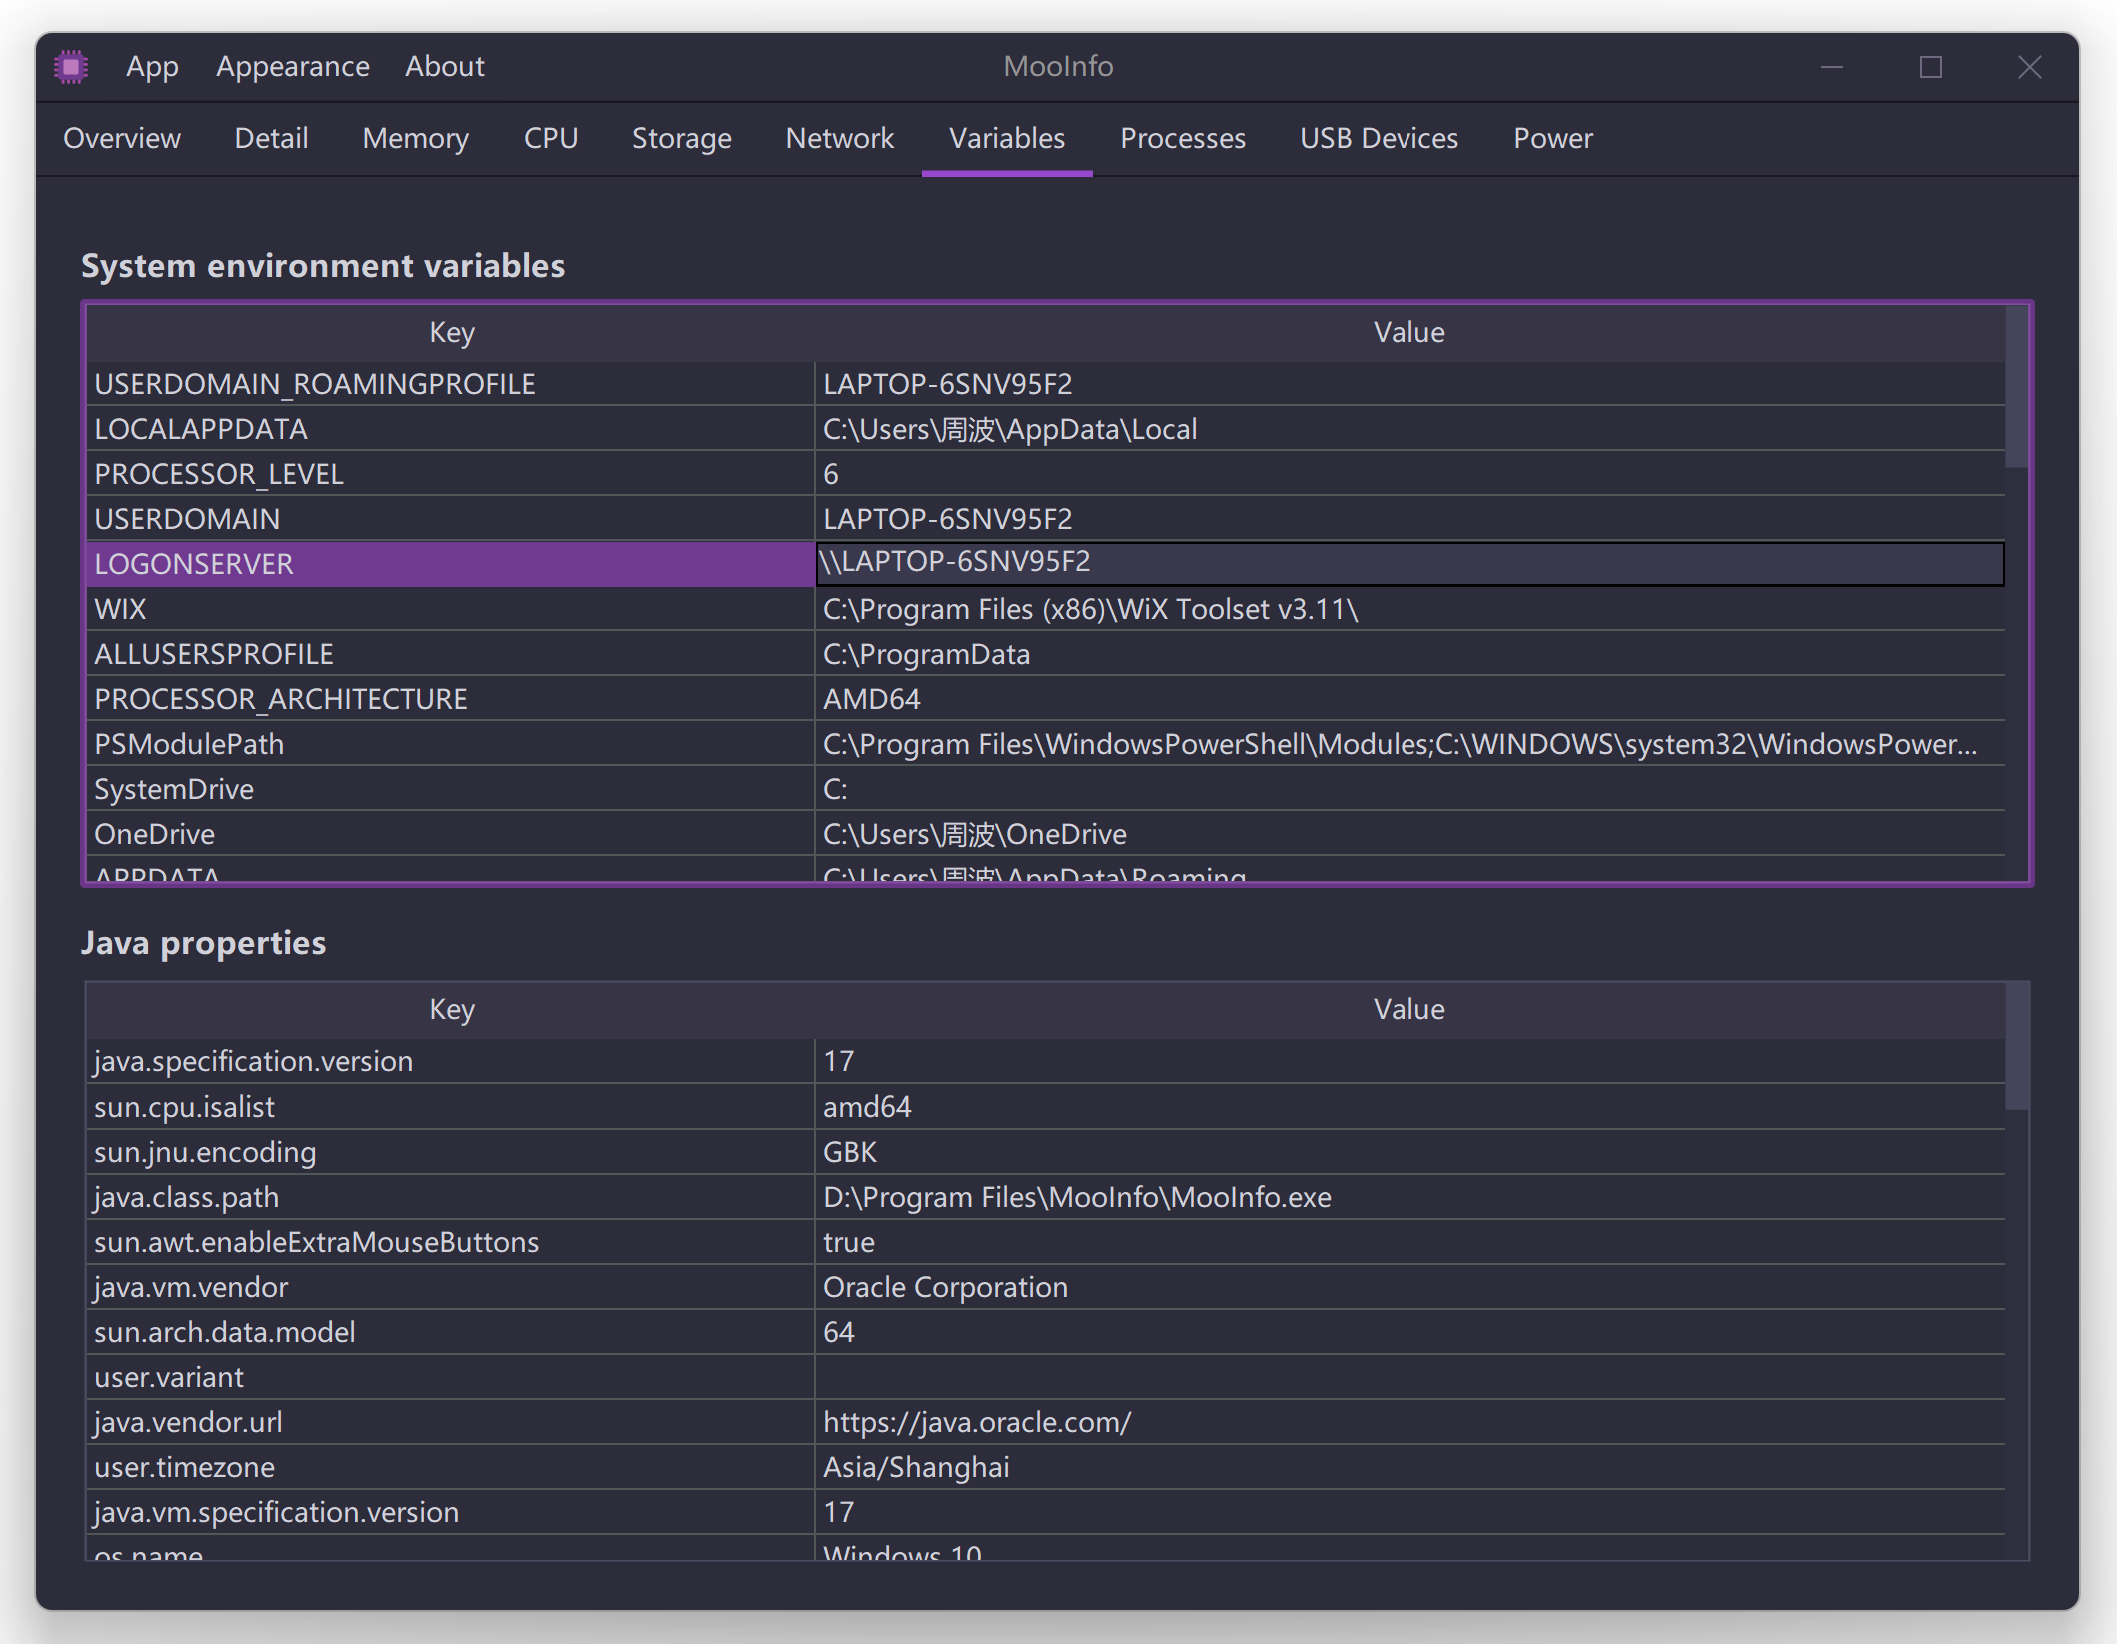 App Appearance About MooInfo
Overview Detail Memory CPU Storage Network Variables Processes USB Devices Power
System environment variables
Key Value
USERDOMAIN_ROAMINGPROFILE LAPTOP-6SNV95F2
LOCALAPPDATA C:\Users\周波\AppData\Local
PROCESSOR_LEVEL 6
USERDOMAIN LAPTOP-6SNV95F2
LOGONSERVER \\LAPTOP-6SNV95F2
WIX C:\Program Files (x86)\WiX Toolset v3.11\
ALLUSERSPROFILE C:\ProgramData
PROCESSOR_ARCHITECTURE AMD64
PSModulePath C:\Program Files\WindowsPowerShell\Modules;C:\WINDOWS\system32\WindowsPower...
SystemDrive C:
OneDrive C:\Users\周波\OneDrive
APPDATA C:\Users\周波\AppData\Roaming
Java properties
Key Value
java.specification.version 17
sun.cpu.isalist amd64
sun.jnu.encoding GBK
java.class.path D:\Program Files\MooInfo\MooInfo.exe
sun.awt.enableExtraMouseButtons true
java.vm.vendor Oracle Corporation
sun.arch.data.model 64
user.variant
java.vendor.url https://java.oracle.com/
user.timezone Asia/Shanghai
java.vm.specification.version 17
os.name Windows 10